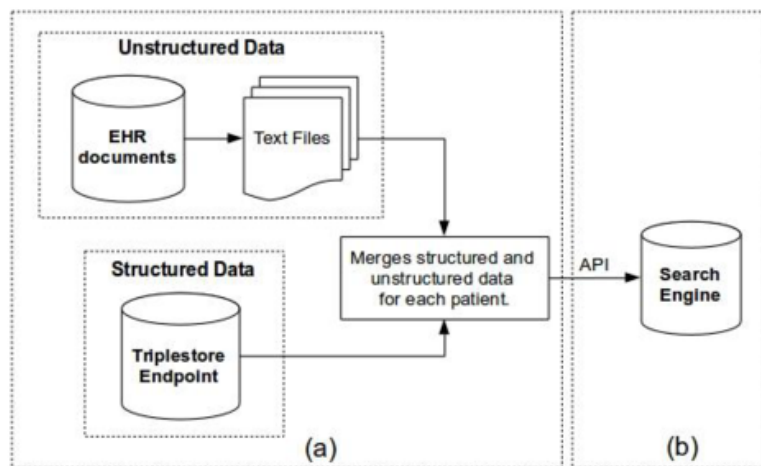 Unstructured Data
EHR
documents
Text Files
Structured Data
Triplestore
Endpoint
Merges structured and
unstructured data
for each patient.
API
Search
Engine
(a)
(b)